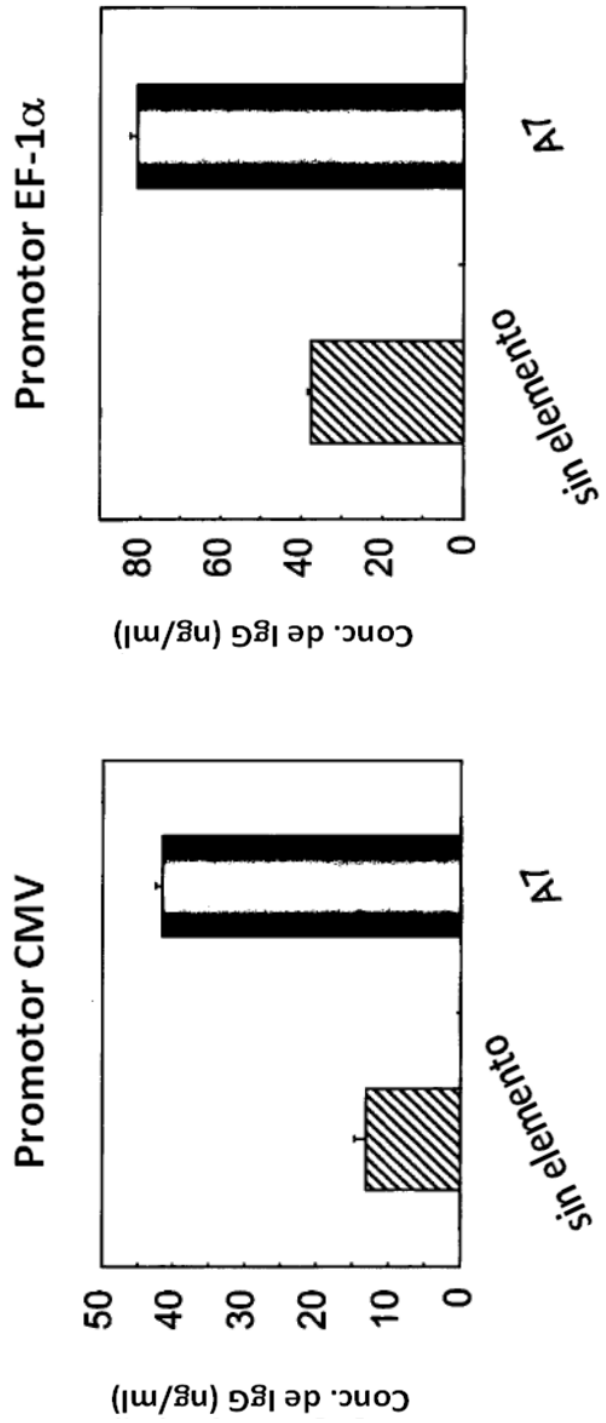 Promotor CMV
Conc. de IgG (ng/ml)
50
40
30
20
10
0
sin elemento
A7
Promotor EF-1α
Conc. de IgG (ng/ml)
80
60
40
20
0
sin elemento
A7